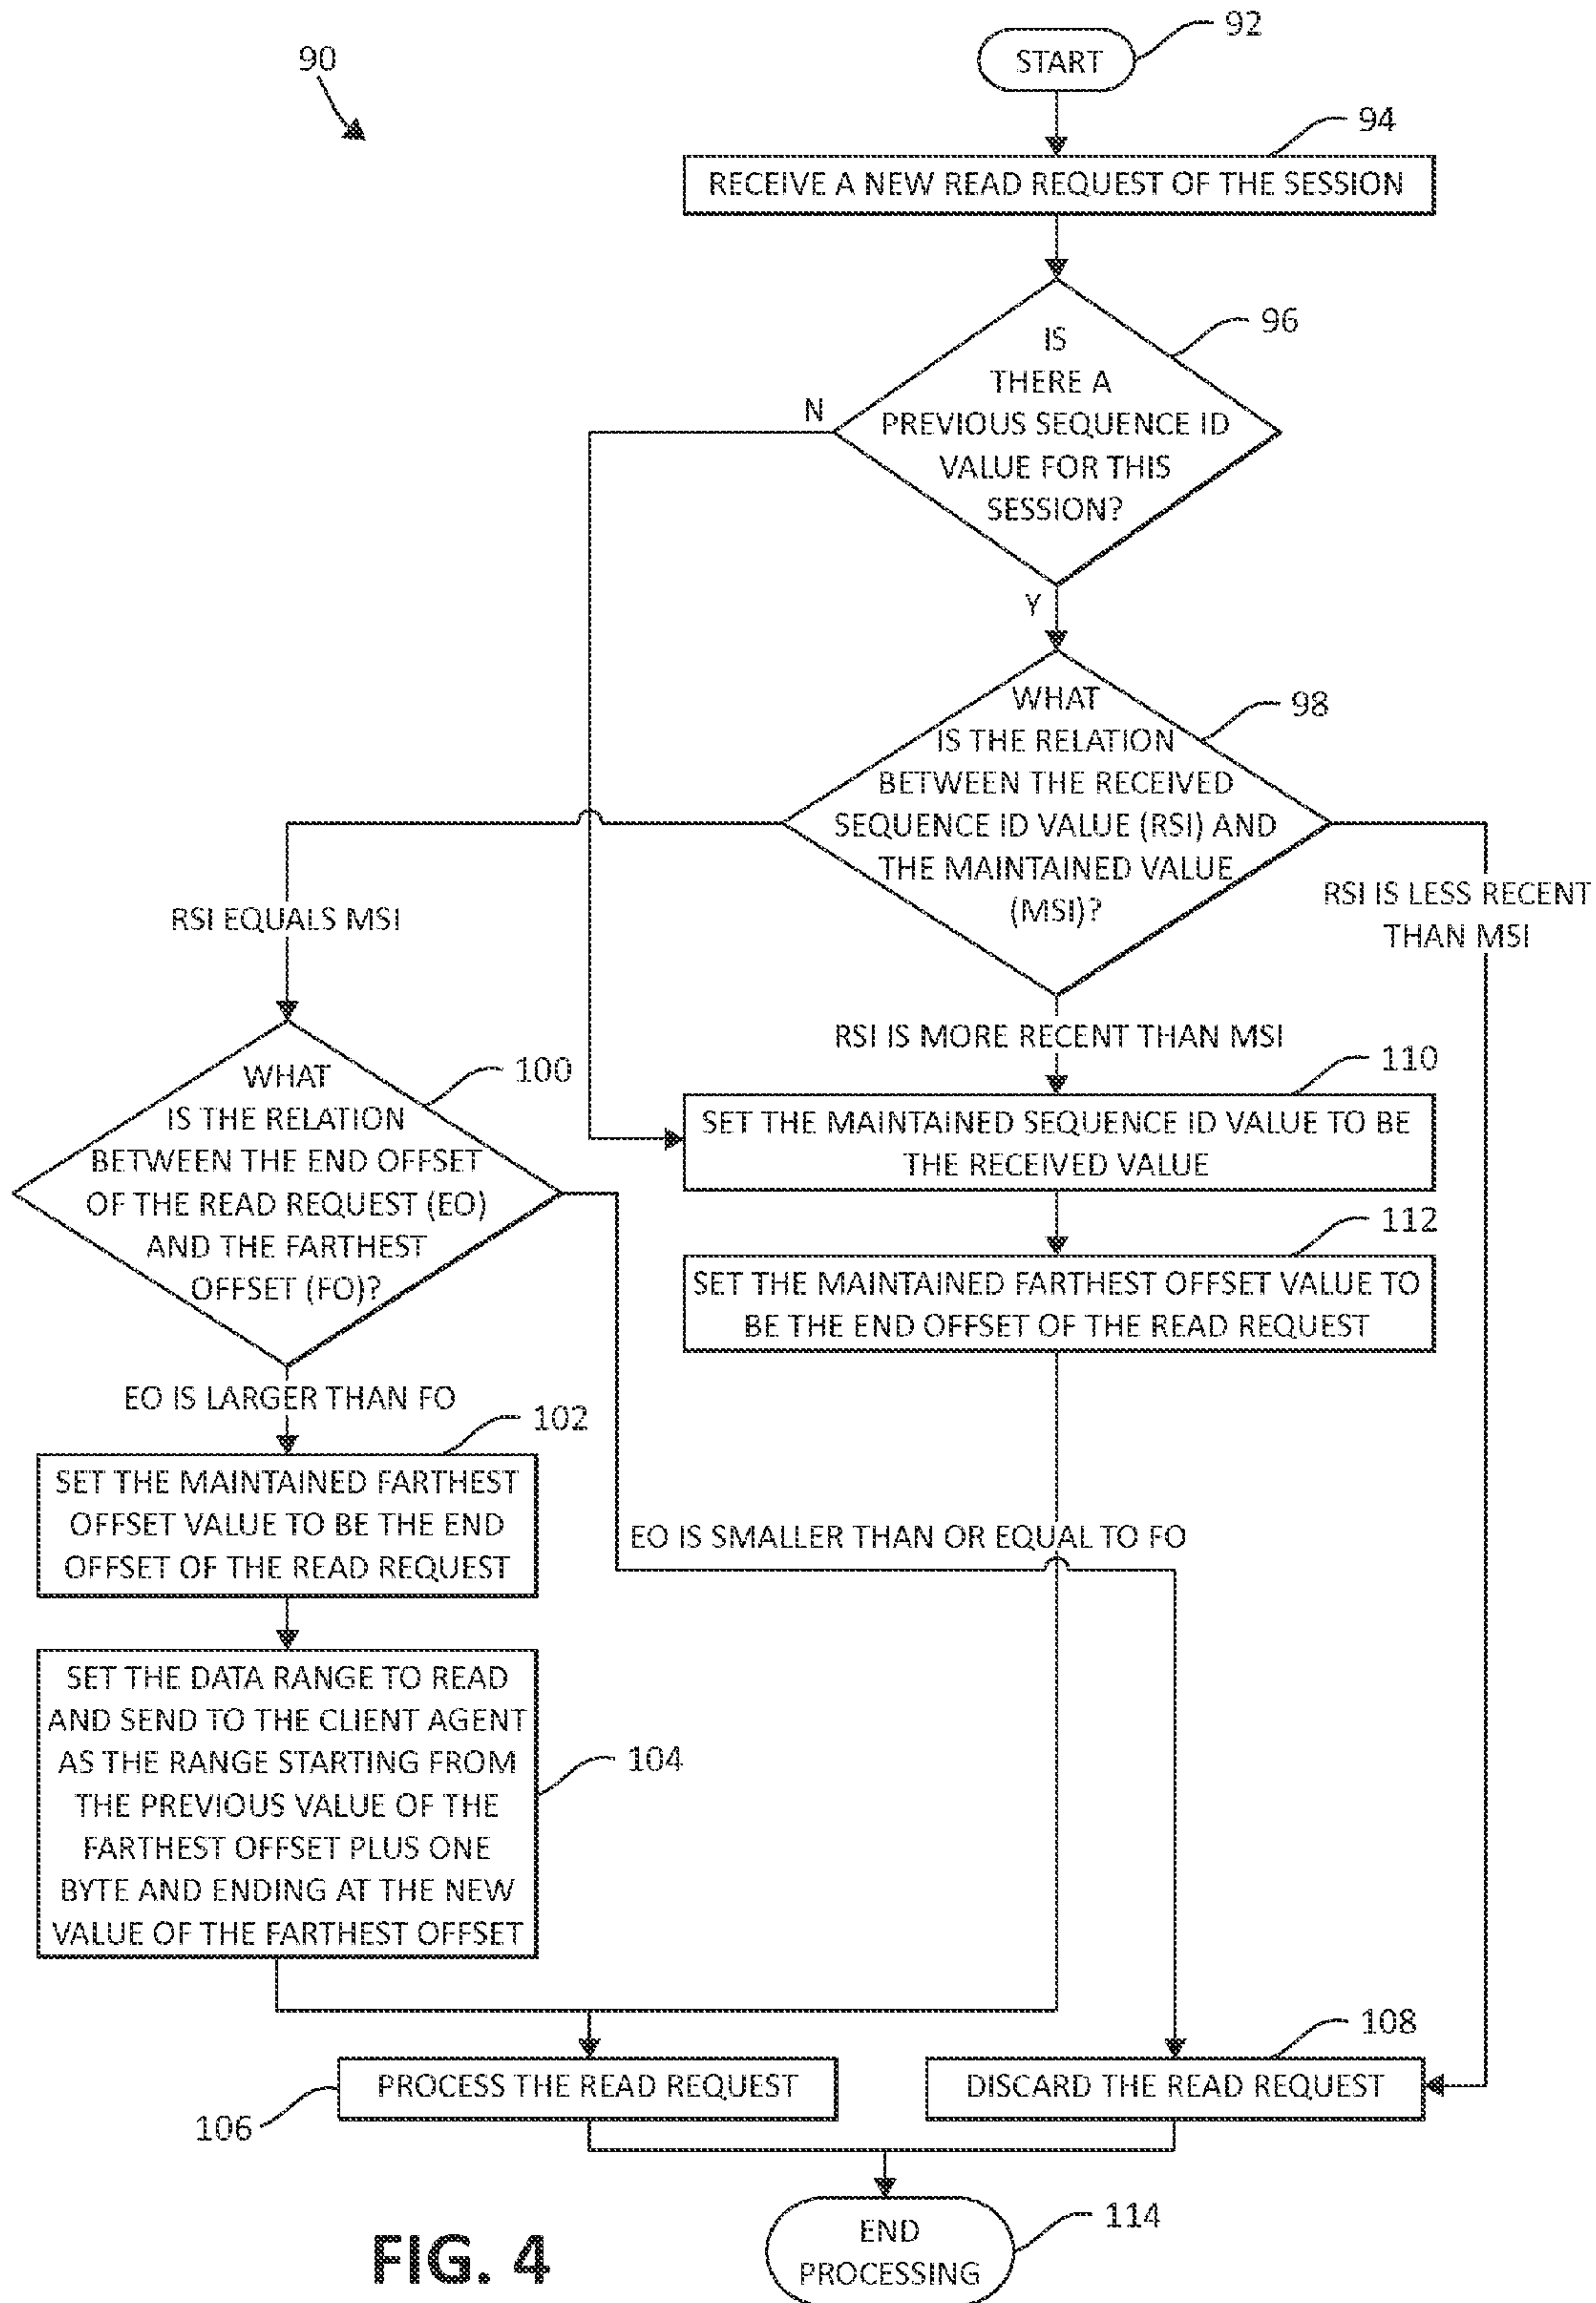 90
START
92
94
RECEIVE A NEW READ REQUEST OF THE SESSION
96
IS
THERE A
PREVIOUS SEQUENCE ID
VALUE FOR THIS
SESSION?
N
Y
98
WHAT
IS THE RELATION
BETWEEN THE RECEIVED
SEQUENCE ID VALUE (RSI) AND
THE MAINTAINED VALUE
(MSI)?
RSI EQUALS MSI
RSI IS LESS RECENT
THAN MSI
RSI IS MORE RECENT THAN MSI
100
WHAT
IS THE RELATION
BETWEEN THE END OFFSET
OF THE READ REQUEST (EO)
AND THE FARTHEST
OFFSET (FO)?
110
SET THE MAINTAINED SEQUENCE ID VALUE TO BE
THE RECEIVED VALUE
112
SET THE MAINTAINED FARTHEST OFFSET VALUE TO
BE THE END OFFSET OF THE READ REQUEST
EO IS LARGER THAN FO
102
SET THE MAINTAINED FARTHEST
OFFSET VALUE TO BE THE END
OFFSET OF THE READ REQUEST
EO IS SMALLER THAN OR EQUAL TO FO
SET THE DATA RANGE TO READ
AND SEND TO THE CLIENT AGENT
AS THE RANGE STARTING FROM
THE PREVIOUS VALUE OF THE
FARTHEST OFFSET PLUS ONE
BYTE AND ENDING AT THE NEW
VALUE OF THE FARTHEST OFFSET
104
106
PROCESS THE READ REQUEST
108
DISCARD THE READ REQUEST
END
PROCESSING
114
FIG. 4